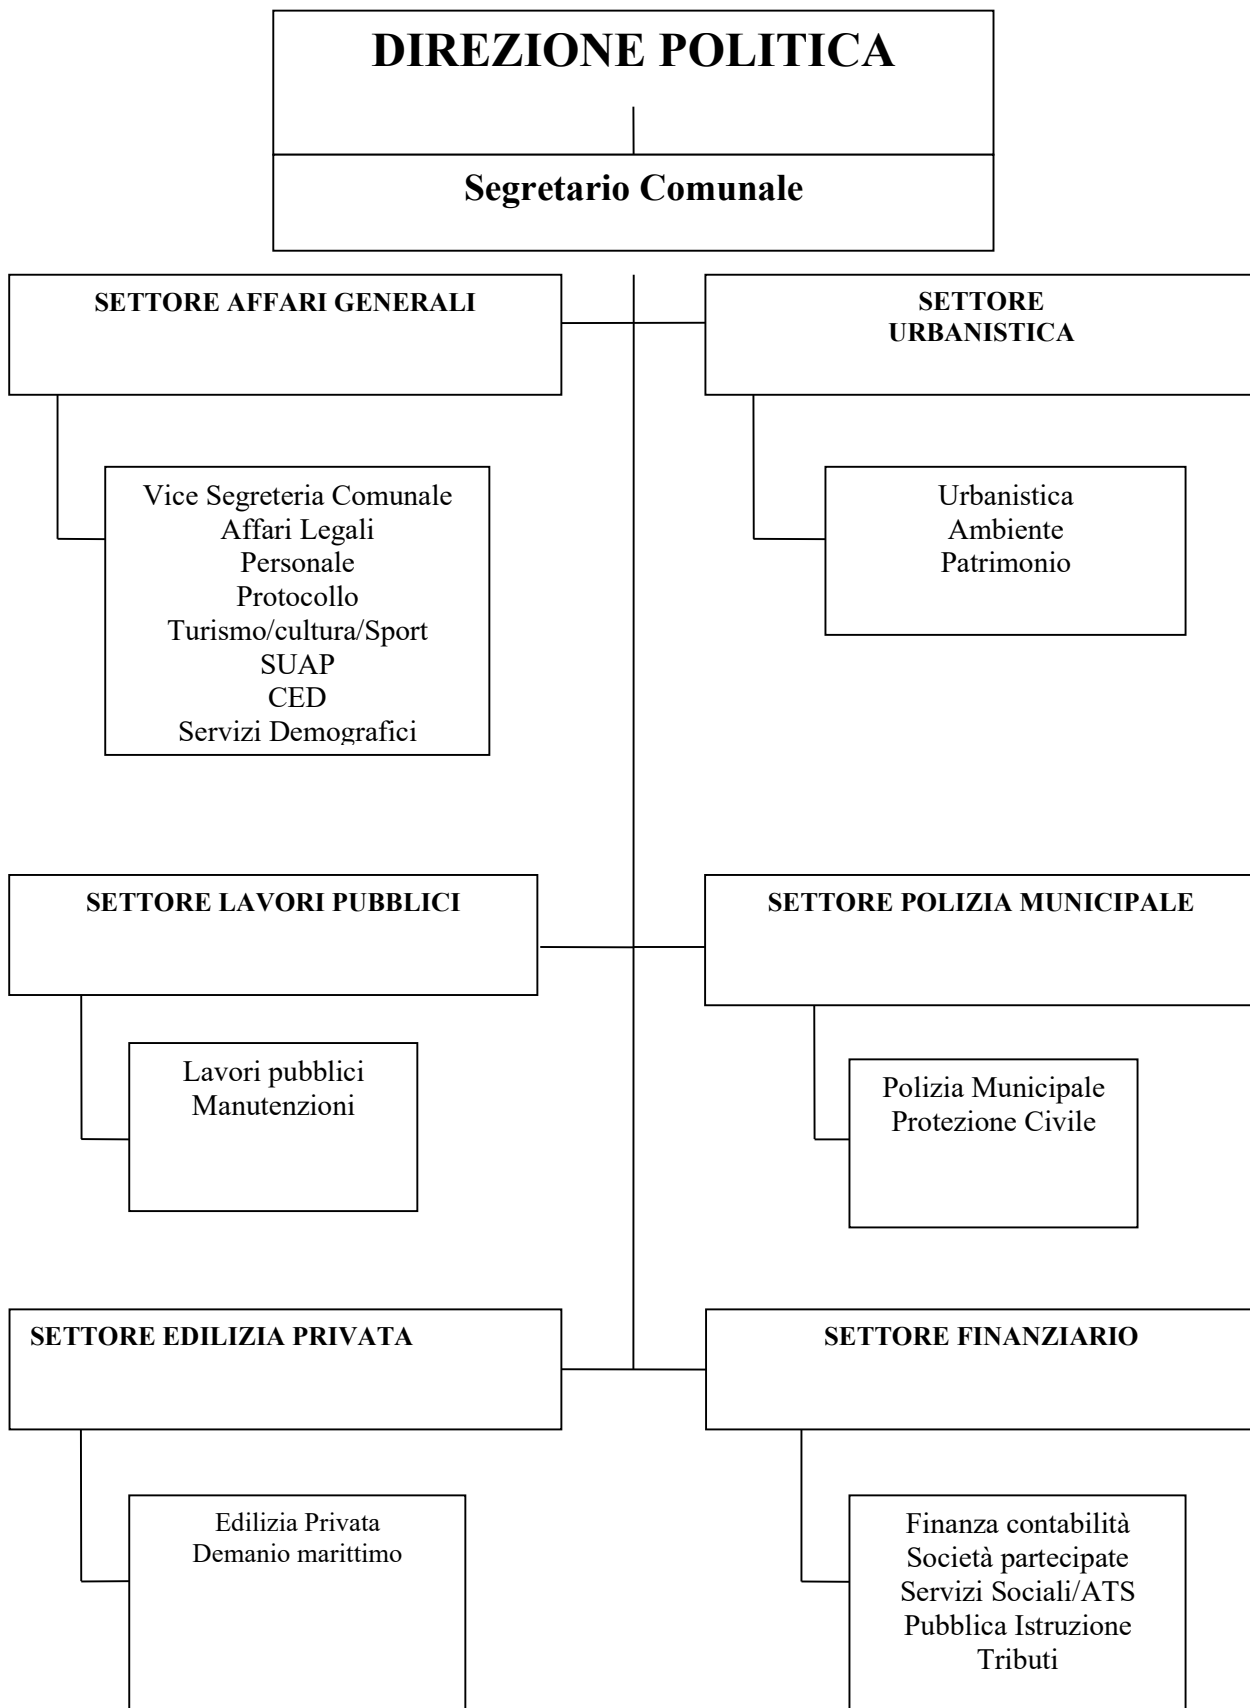 DIREZIONE POLITICA
Segretario Comunale
SETTORE AFFARI GENERALI
SETTORE
URBANISTICA
Vice Segreteria Comunale
Affari Legali
Personale
Protocollo
Turismo/cultura/Sport
SUAP
CED
Servizi Demografici
Urbanistica
Ambiente
Patrimonio
SETTORE LAVORI PUBBLICI
SETTORE POLIZIA MUNICIPALE
Lavori pubblici
Manutenzioni
Polizia Municipale
Protezione Civile
SETTORE EDILIZIA PRIVATA
SETTORE FINANZIARIO
Edilizia Privata
Demanio marittimo
Finanza contabilità
Società partecipate
Servizi Sociali/ATS
Pubblica Istruzione
Tributi